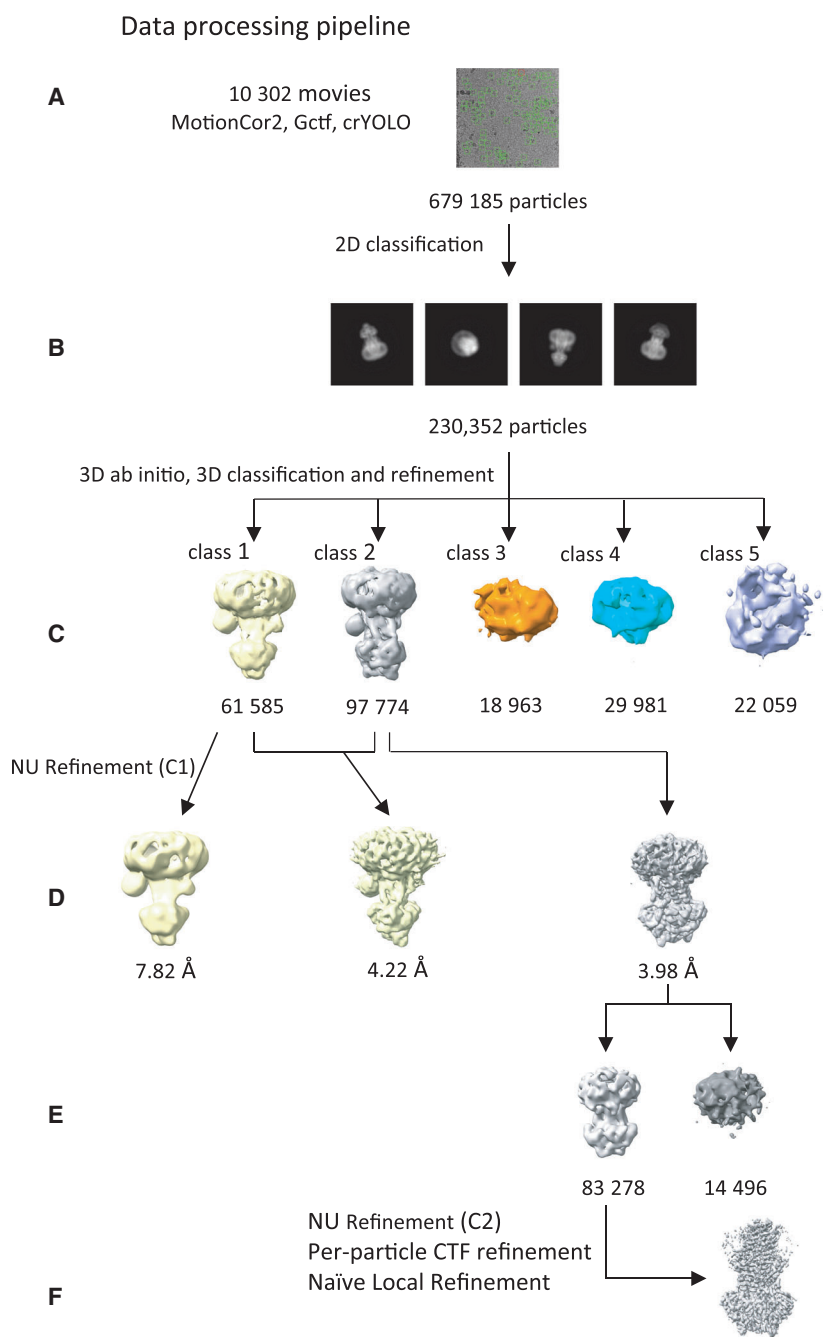 Data processing pipeline
A
10 302 movies
MotionCor2, Gctf, crYOLO
679 185 particles
2D classification
B
230,352 particles
3D ab initio, 3D classification and refinement
class 1 class 2 class 3 class 4 class 5
C
61 585 97 774 18 963 29 981 22 059
NU Refinement (C1)
D
7.82 Å 4.22 Å 3.98 Å
E
83 278 14 496
NU Refinement (C2)
Per-particle CTF refinement
Naïve Local Refinement
F